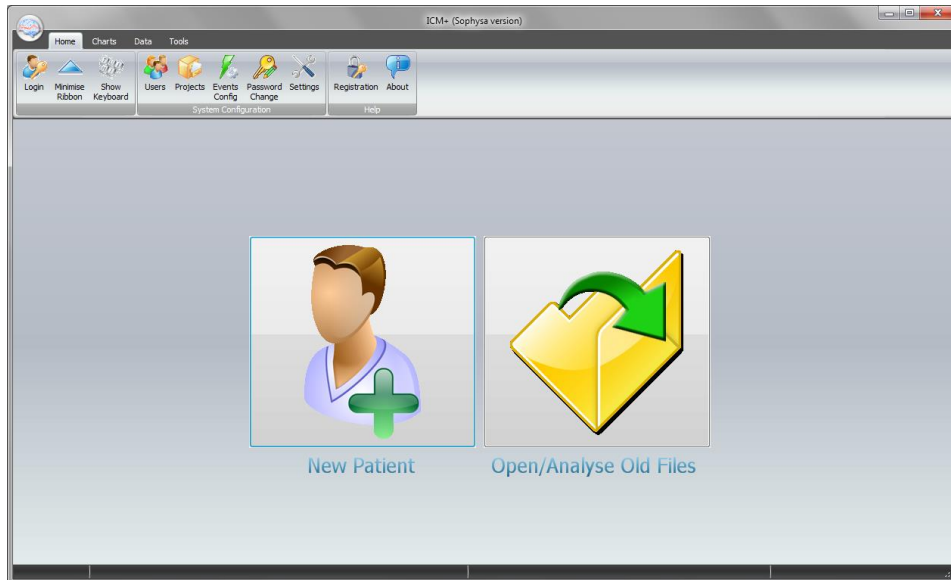 ICM+ (Sophysa version)
Home Charts Data Tools
Login Minimise Ribbon Show Keyboard Users Projects Events Config Password Change Settings Registration About
System Configuration Help
New Patient Open/Analyse Old Files